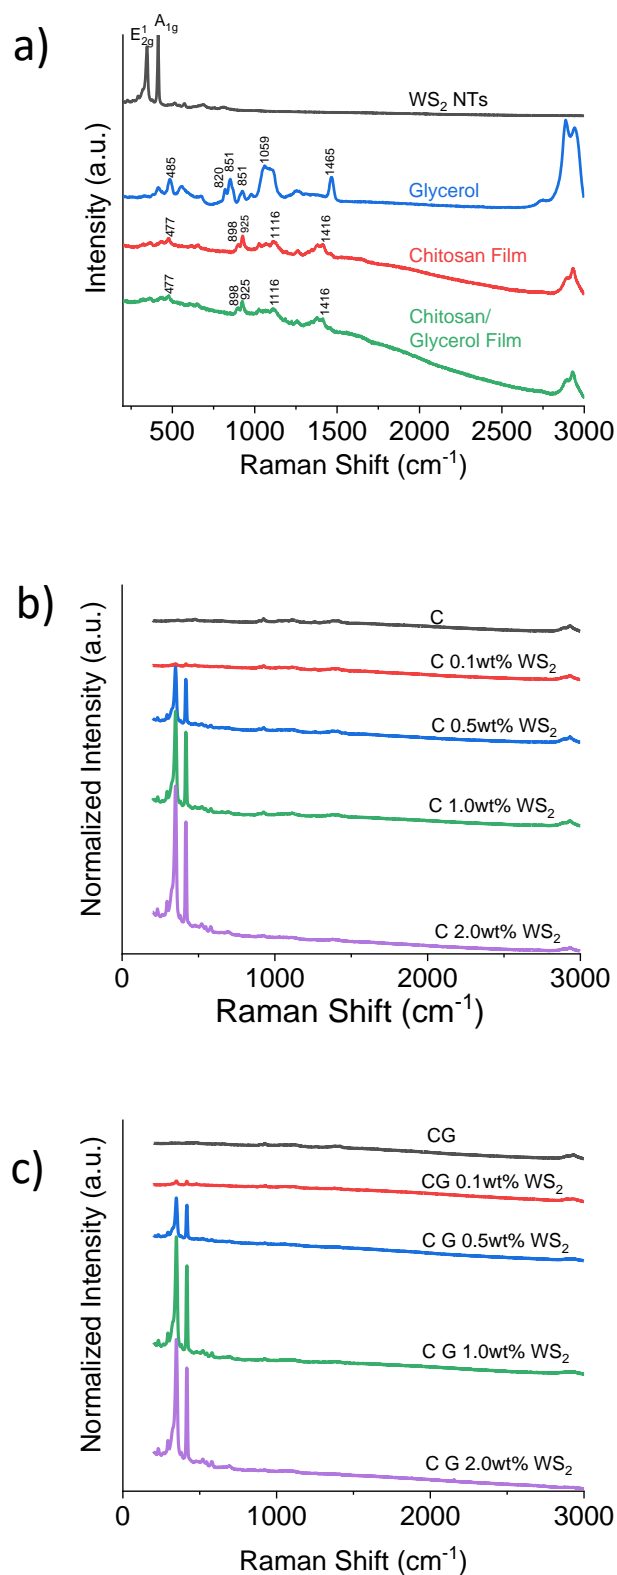 a)
E¹₂g A₁g
WS₂ NTs
485 820 851 851 1059 1465
Glycerol
477 898 925 1116 1416
Chitosan Film
477 898 925 1116 1416
Chitosan/
Glycerol Film
Intensity (a.u.)
500 1000 1500 2000 2500 3000
Raman Shift (cm⁻¹)
b)
C
C 0.1wt% WS₂
C 0.5wt% WS₂
C 1.0wt% WS₂
C 2.0wt% WS₂
Normalized Intensity (a.u.)
0 1000 2000 3000
Raman Shift (cm⁻¹)
c)
CG
CG 0.1wt% WS₂
C G 0.5wt% WS₂
C G 1.0wt% WS₂
C G 2.0wt% WS₂
Normalized Intensity (a.u.)
0 1000 2000 3000
Raman Shift (cm⁻¹)